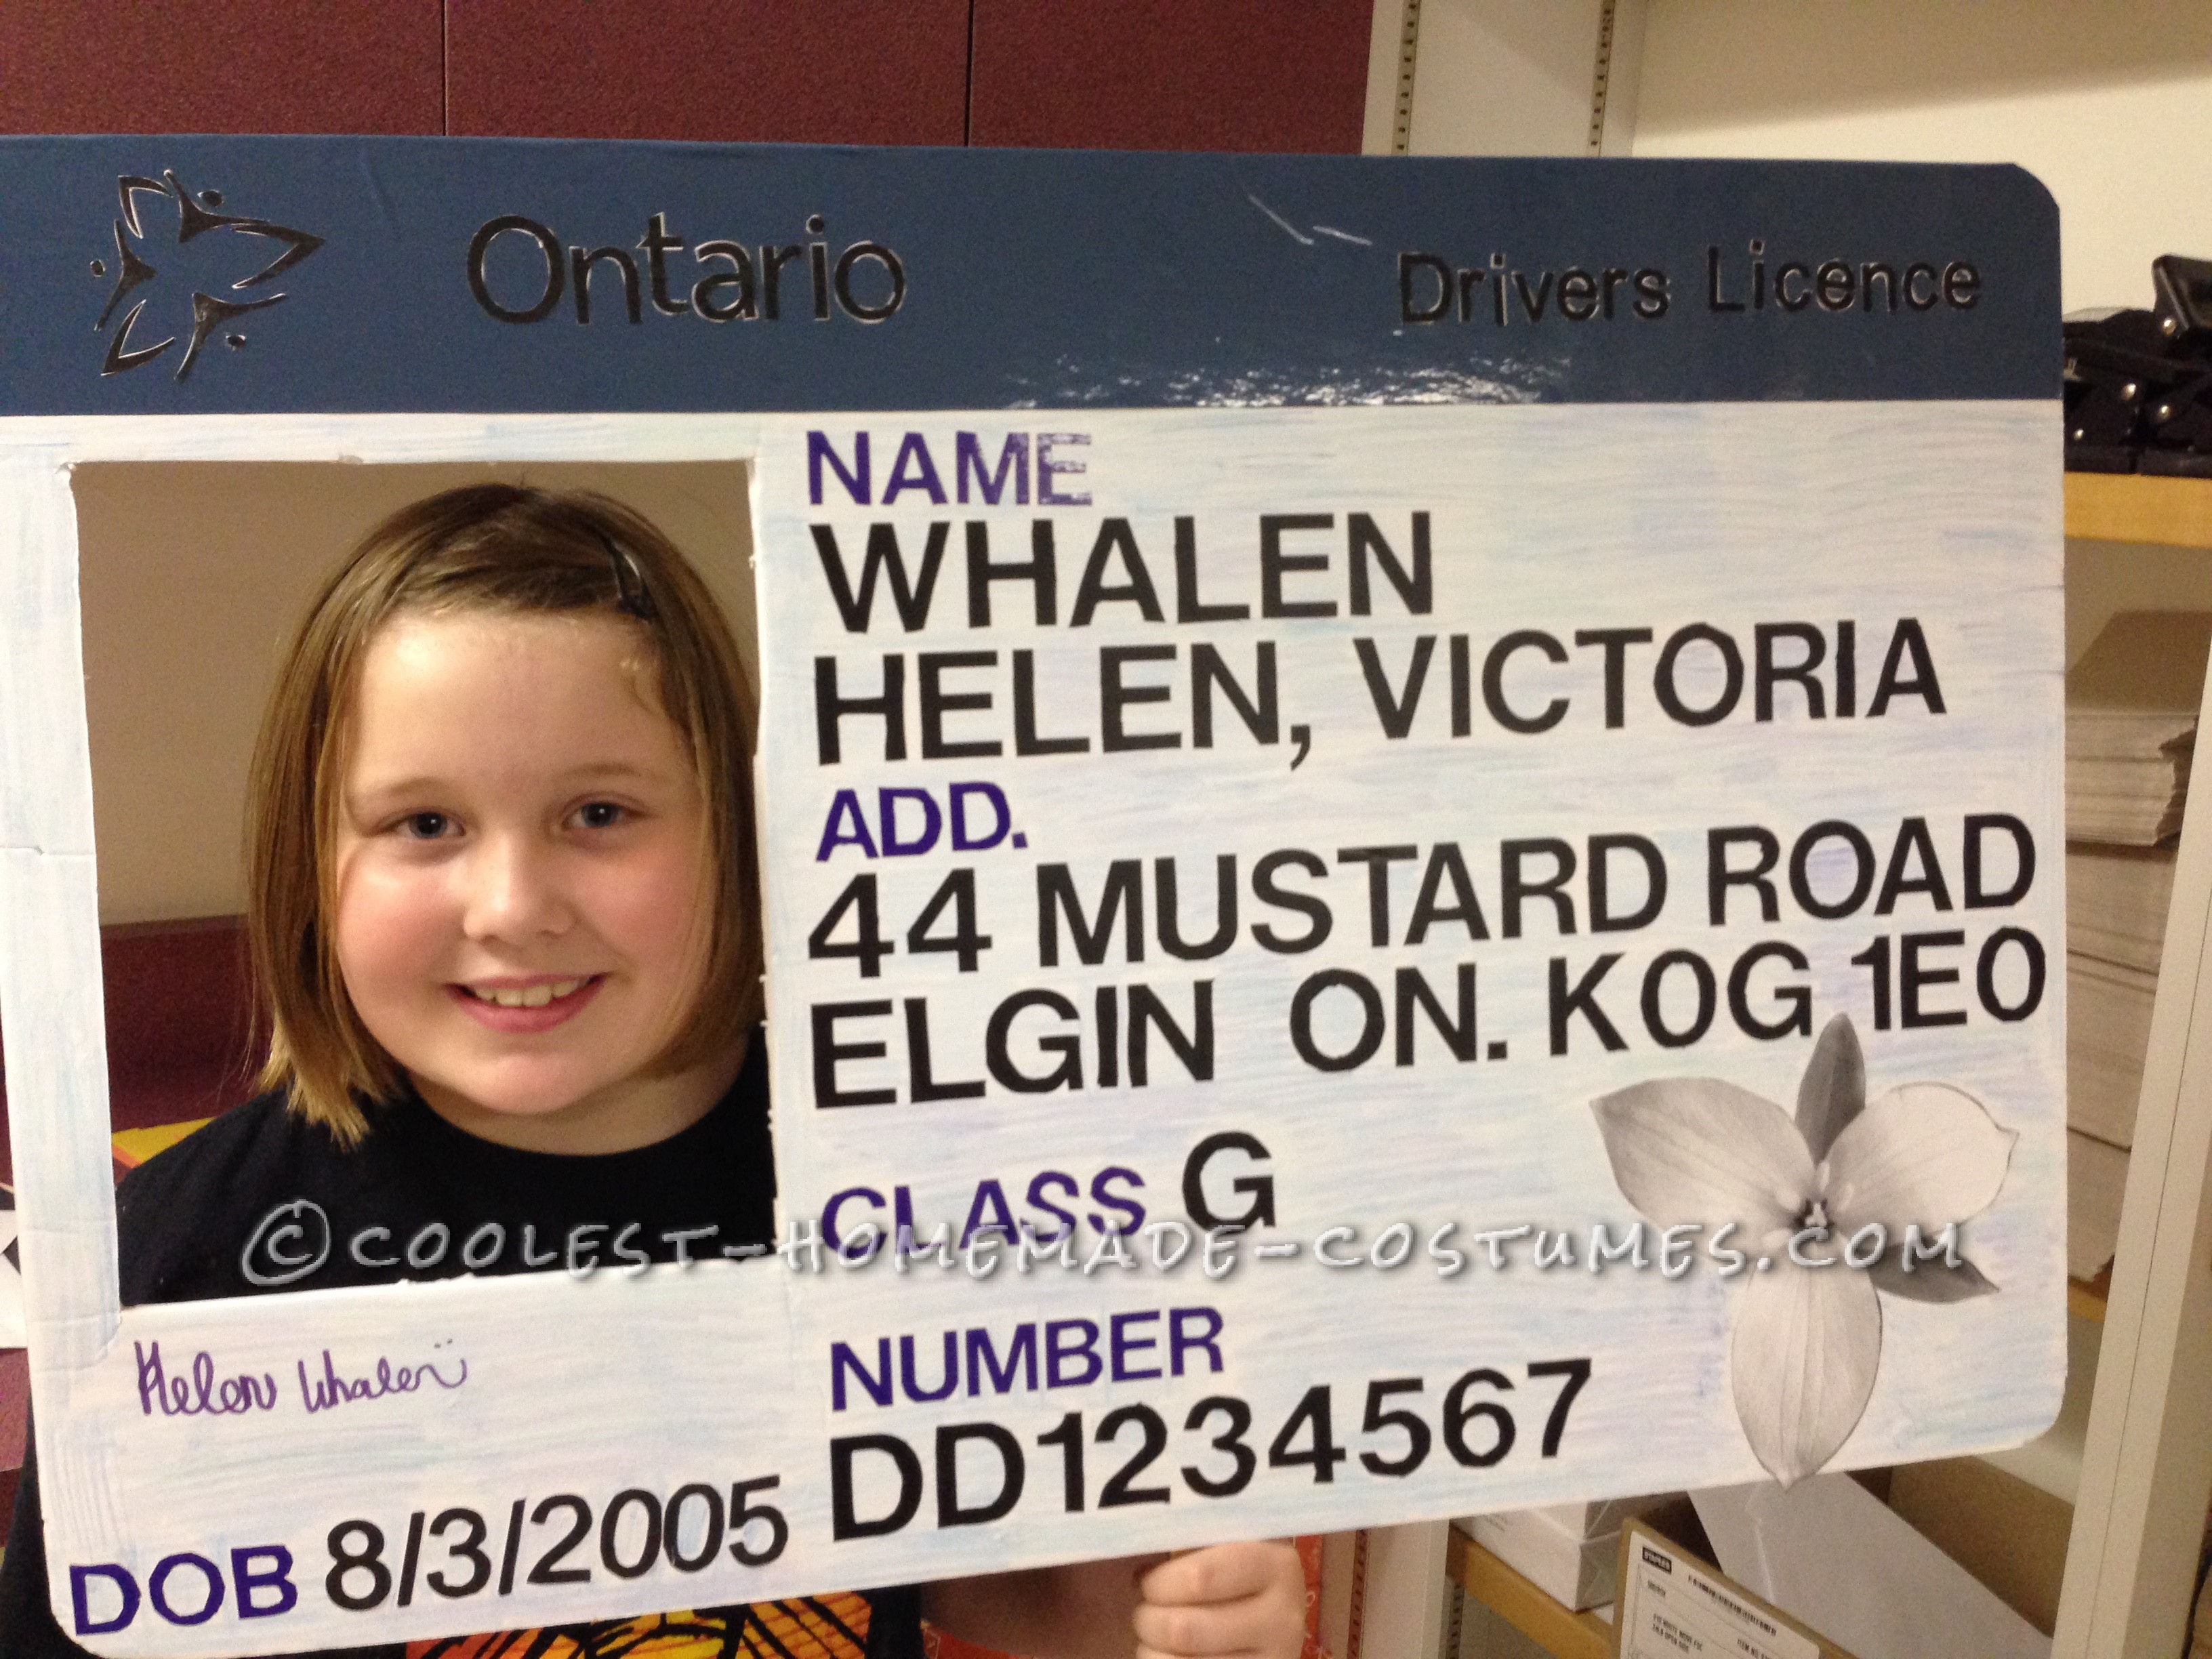 Ontario Drivers Licence
NAME
WHALEN
HELEN, VICTORIA
ADD.
44 MUSTARD ROAD
ELGIN ON. K0G 1E0
CLASS G
©COOLEST-HOMEMADE-COSTUMES.COM
Helen Whalen
NUMBER
DD1234567
DOB 8/3/2005
STAPLES